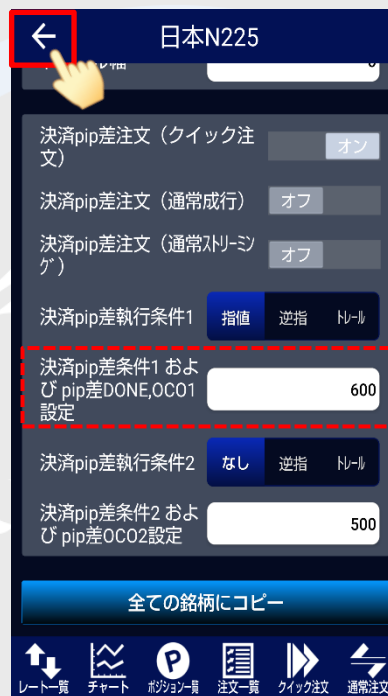 日本N225
0
決済pip差注文（クイック注
文）
オン
決済pip差注文（通常成行）
オフ
決済pip差注文（通常ｽﾄﾘｰﾐﾝ
ｸﾞ）
オフ
決済pip差執行条件1
指値
逆指
ﾄﾚｰﾙ
決済pip差条件1 およ
び pip差DONE,OCO1
設定
600
決済pip差執行条件2
なし
逆指
ﾄﾚｰﾙ
決済pip差条件2 およ
び pip差OCO2設定
500
全ての銘柄にコピー
レート一覧
チャート
ﾎﾟｼﾞｼｮﾝ一覧
注文一覧
クイック注文
通常注文